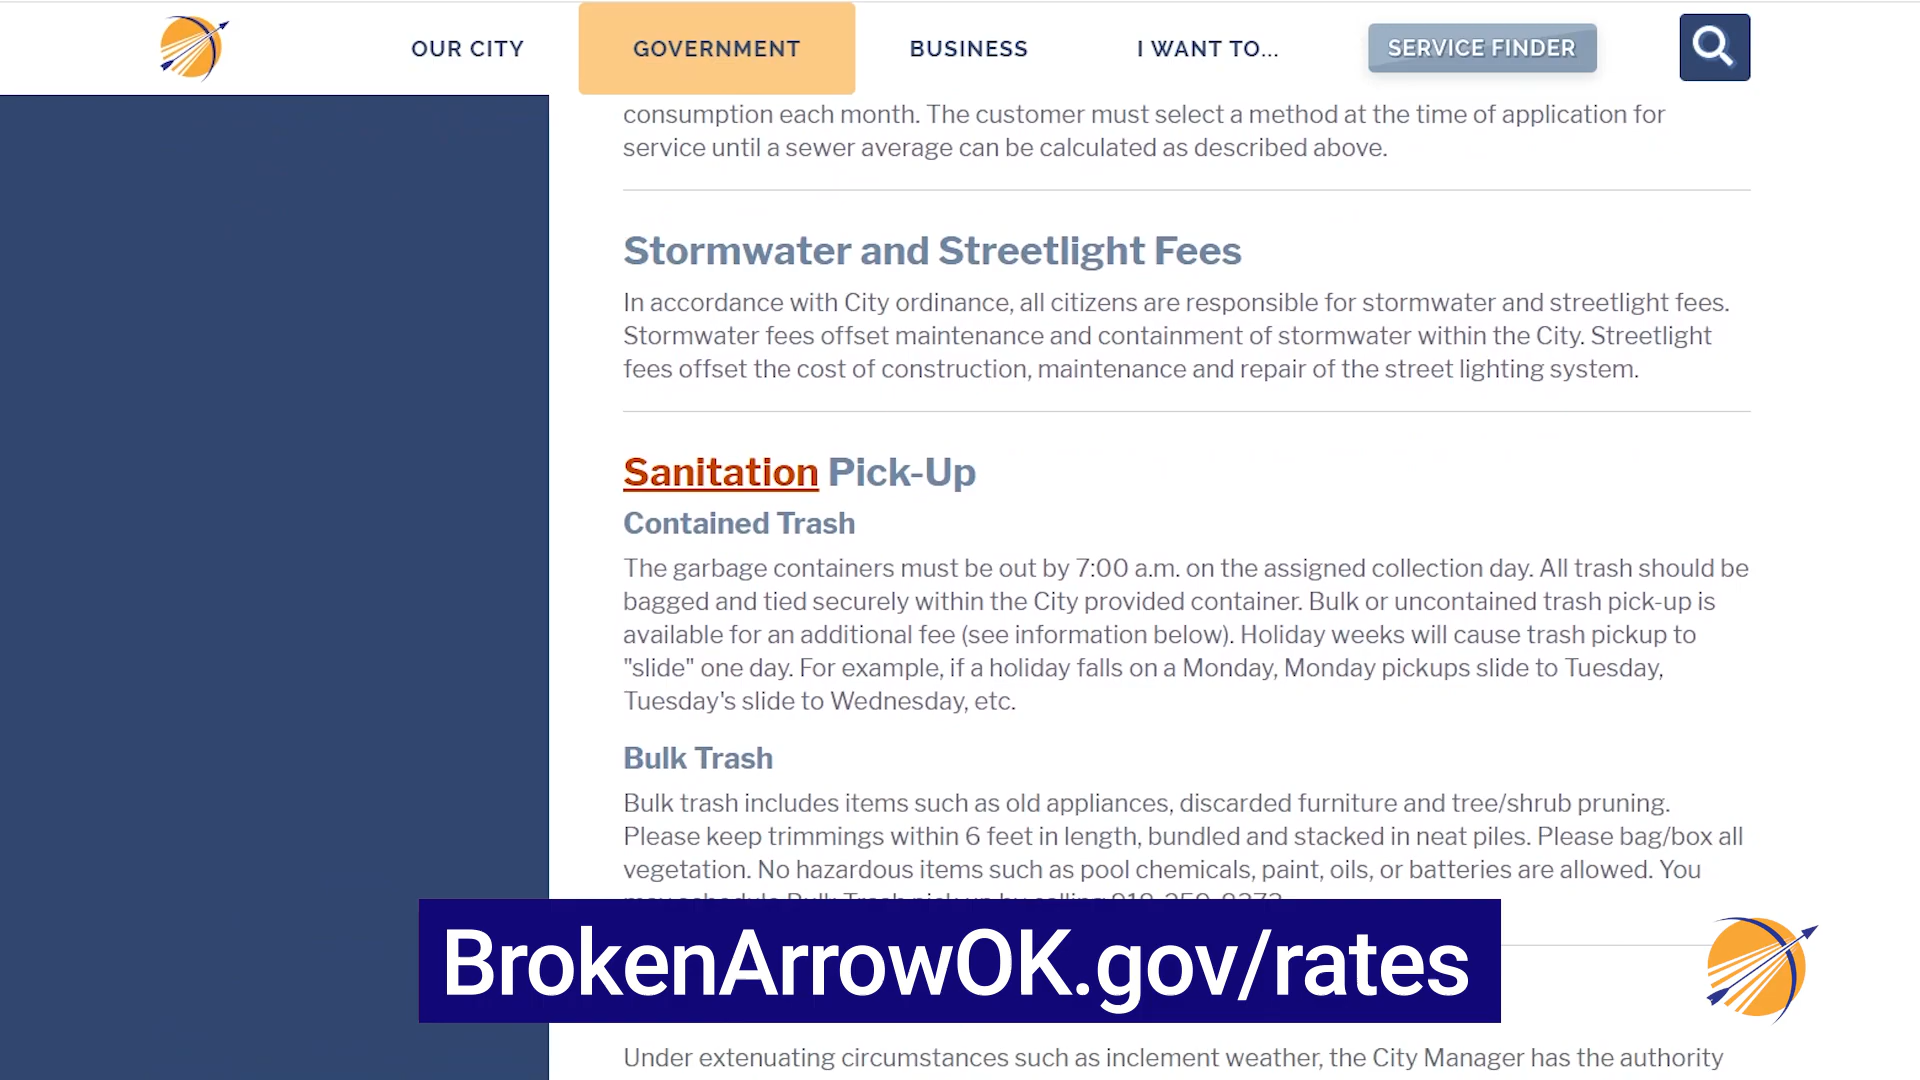 OUR CITY
GOVERNMENT
BUSINESS
I WANT TO...
SERVICE FINDER
consumption each month. The customer must select a method at the time of application for
service until a sewer average can be calculated as described above.
Stormwater and Streetlight Fees
In accordance with City ordinance, all citizens are responsible for stormwater and streetlight fees.
Stormwater fees offset maintenance and containment of stormwater within the City. Streetlight
fees offset the cost of construction, maintenance and repair of the street lighting system.
Sanitation Pick-Up
Contained Trash
The garbage containers must be out by 7:00 a.m. on the assigned collection day. All trash should be
bagged and tied securely within the City provided container. Bulk or uncontained trash pick-up is
available for an additional fee (see information below). Holiday weeks will cause trash pickup to
"slide" one day. For example, if a holiday falls on a Monday, Monday pickups slide to Tuesday,
Tuesday's slide to Wednesday, etc.
Bulk Trash
Bulk trash includes items such as old appliances, discarded furniture and tree/shrub pruning.
Please keep trimmings within 6 feet in length, bundled and stacked in neat piles. Please bag/box all
vegetation. No hazardous items such as pool chemicals, paint, oils, or batteries are allowed. You
BrokenArrowOK.gov/rates
Under extenuating circumstances such as inclement weather, the City Manager has the authority